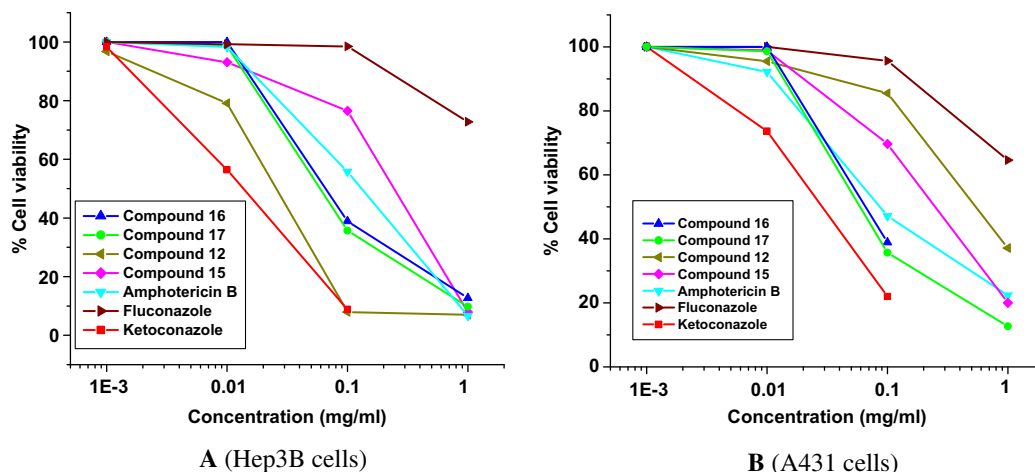 100
80
60
40
20
0
% Cell viability
Compound 16
Compound 17
Compound 12
Compound 15
Amphotericin B
Fluconazole
Ketoconazole
1E-3 0.01 0.1 1
Concentration (mg/ml)
A (Hep3B cells)
100
80
60
40
20
0
% Cell viability
Compound 16
Compound 17
Compound 12
Compound 15
Amphotericin B
Fluconazole
Ketoconazole
1E-3 0.01 0.1 1
Concentration (mg/ml)
B (A431 cells)